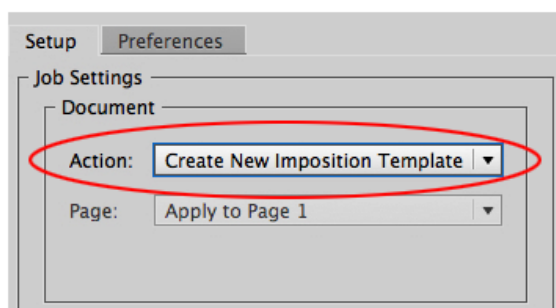 Setup Preferences
Job Settings
Document
Action: Create New Imposition Template
Page: Apply to Page 1